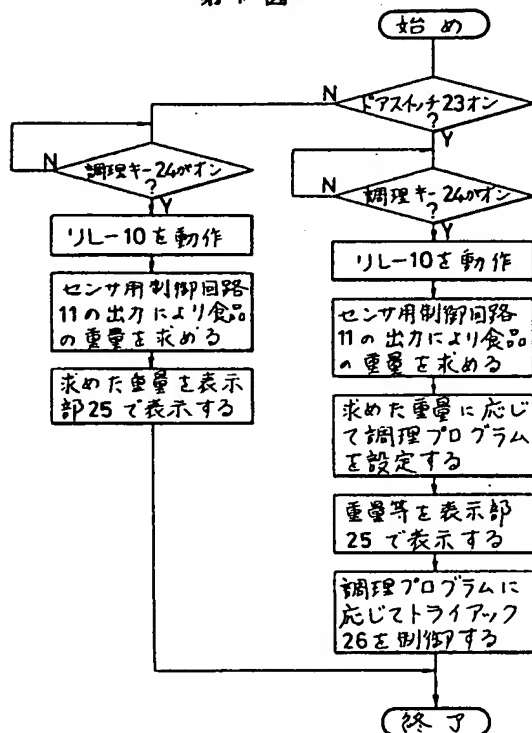 始め
N
ドアスイッチ23オン
?
Y
N
調理キー24がオン
?
Y
リレー10を動作
センサ用制御回路
11の出力により食品
の重量を求める
求めた重量を表示
部25で表示する
N
調理キー24がオン
?
Y
リレー10を動作
センサ用制御回路
11の出力により食品
の重量を求める
求めた重量に応じ
て調理プログラム
を設定する
重量等を表示部
25で表示する
調理プログラムに
応じてトライアック
26を制御する
終了